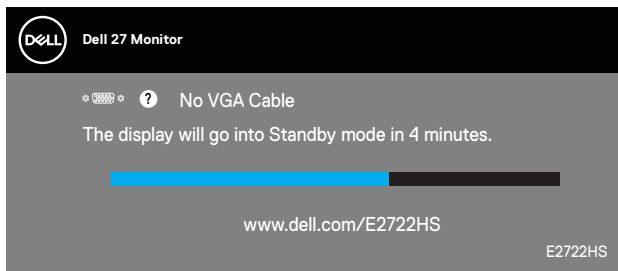 DELL
Dell 27 Monitor
? No VGA Cable
The display will go into Standby mode in 4 minutes.
www.dell.com/E2722HS
E2722HS